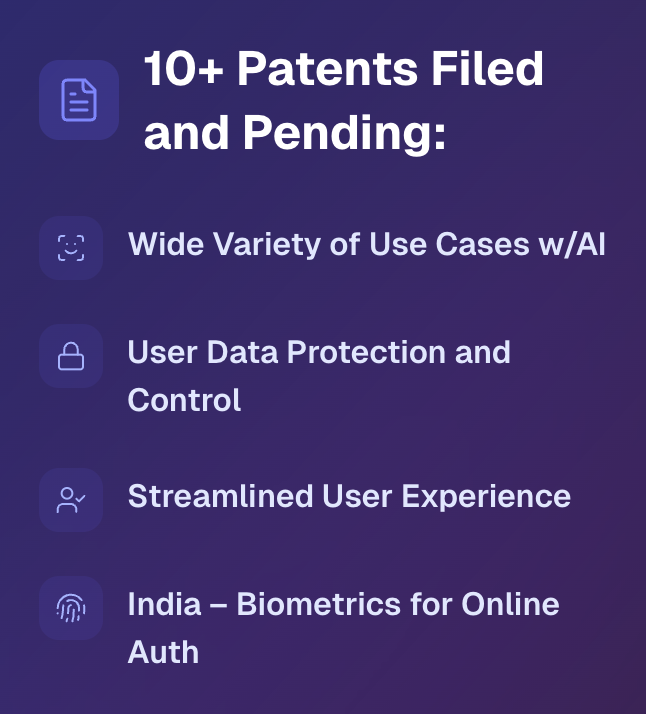 10+ Patents Filed
and Pending:
Wide Variety of Use Cases w/AI
User Data Protection and
Control
Streamlined User Experience
India – Biometrics for Online
Auth